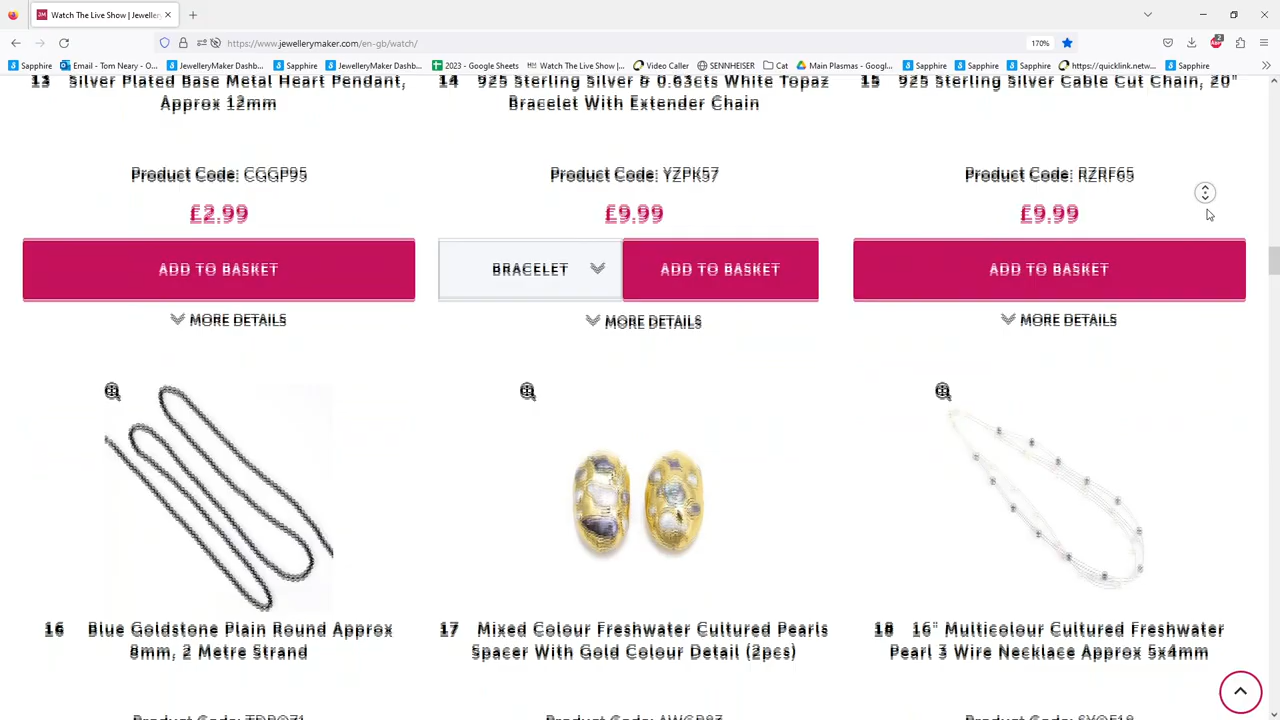 Watch The Live Show | Jeweller
https://www.jewellerymaker.com/en-gb/watch/
170%
Sapphire
Email - Tom Neary - O...
JewelleryMaker Dashb...
Sapphire
JewelleryMaker Dashb...
2023 - Google Sheets
Watch The Live Show |...
Video Caller
SENNHEISER
Cat
Main Plasmas - Googl...
Sapphire
Sapphire
Sapphire
https://quicklink.netw...
Sapphire
13 Silver Plated Base Metal Heart Pendant,
Approx 12mm
Product Code: CGGP95
£2.99
ADD TO BASKET
MORE DETAILS
14 925 Sterling Silver & 0.63cts White Topaz
Bracelet With Extender Chain
Product Code: YZPK57
£9.99
BRACELET
ADD TO BASKET
MORE DETAILS
15 925 Sterling Silver Cable Cut Chain, 20"
Product Code: RZRF65
£9.99
ADD TO BASKET
MORE DETAILS
16 Blue Goldstone Plain Round Approx
8mm, 2 Metre Strand
17 Mixed Colour Freshwater Cultured Pearls
Spacer With Gold Colour Detail (2pcs)
18 16" Multicolour Cultured Freshwater
Pearl 3 Wire Necklace Approx 5x4mm